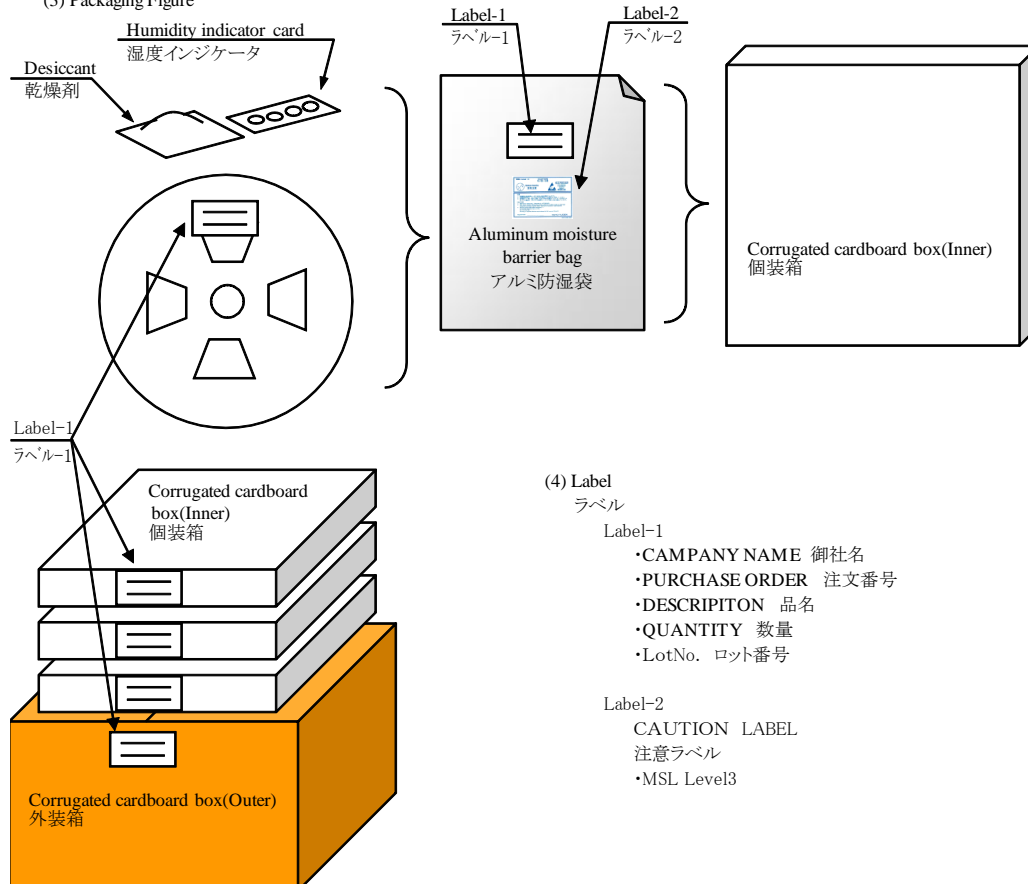 (3) Packaging Figure
Humidity indicator card
湿度インジケータ
Desiccant
乾燥剤
Label-1
ラベル-1
Label-2
ラベル-2
Aluminum moisture
barrier bag
アルミ防湿袋
Corrugated cardboard box(Inner)
個装箱
Label-1
ラベル-1
Corrugated cardboard
box(Inner)
個装箱
Corrugated cardboard box(Outer)
外装箱
(4) Label
ラベル
Label-1
・CAMPANY NAME 御社名
・PURCHASE ORDER 注文番号
・DESCRIPITON 品名
・QUANTITY 数量
・LotNo. ロット番号
Label-2
CAUTION LABEL
注意ラベル
・MSL Level3